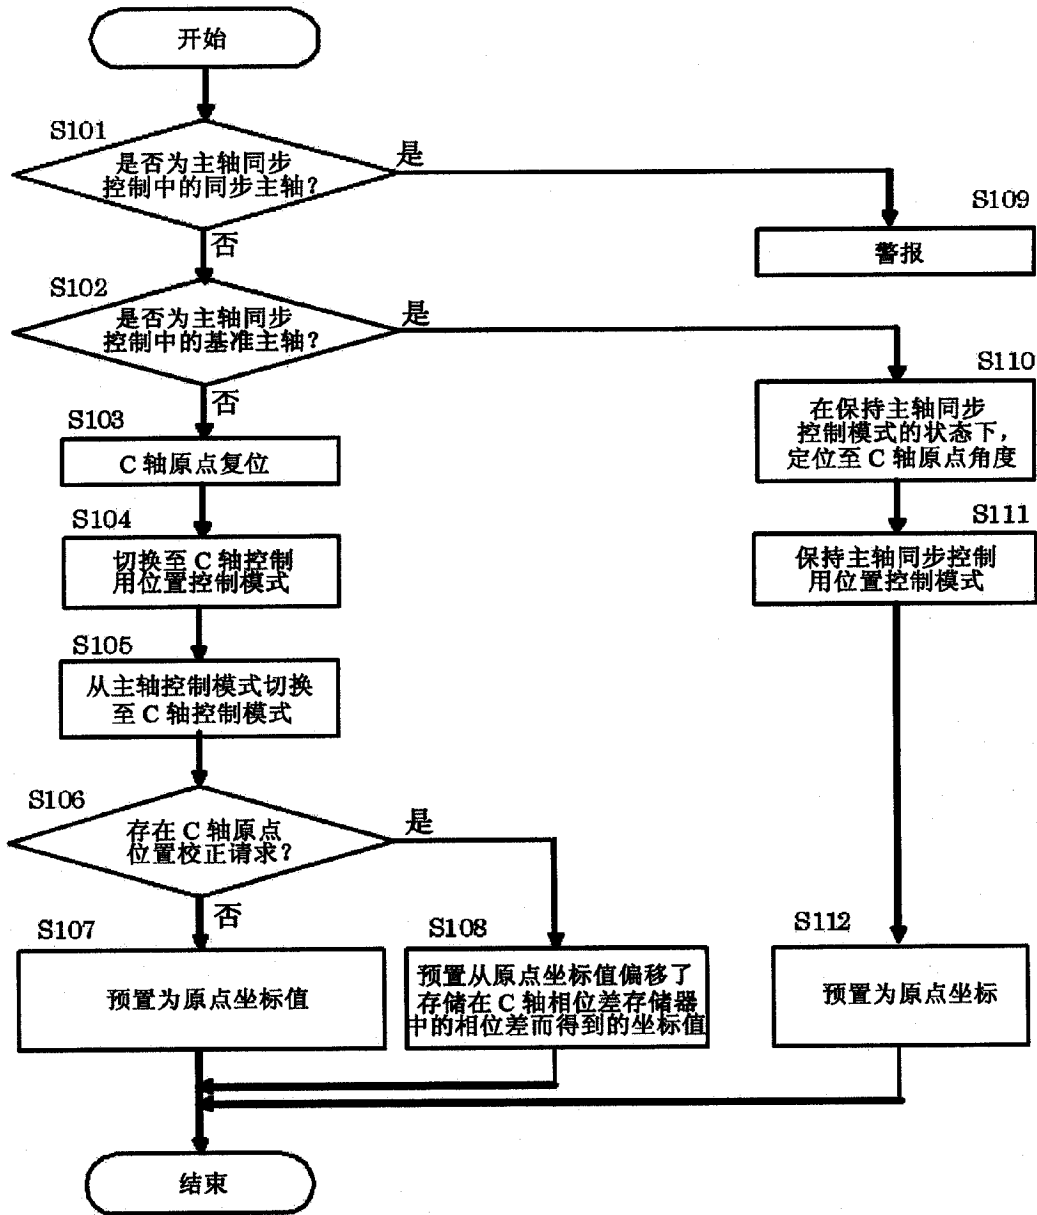 开始
S101
是否为主轴同步
控制中的同步主轴？
是
否
S109
警报
S102
是否为主轴同步
控制中的基准主轴？
是
否
S110
在保持主轴同步
控制模式的状态下，
定位至C轴原点角度
S103
C轴原点复位
S104
切换至C轴控制
用位置控制模式
S111
保持主轴同步控制
用位置控制模式
S105
从主轴控制模式切换
至C轴控制模式
S106
存在C轴原点
位置校正请求？
是
否
S107
预置为原点坐标值
S108
预置从原点坐标值偏移了
存储在C轴相位差存储器
中的相位差而得到的坐标值
S112
预置为原点坐标
结束